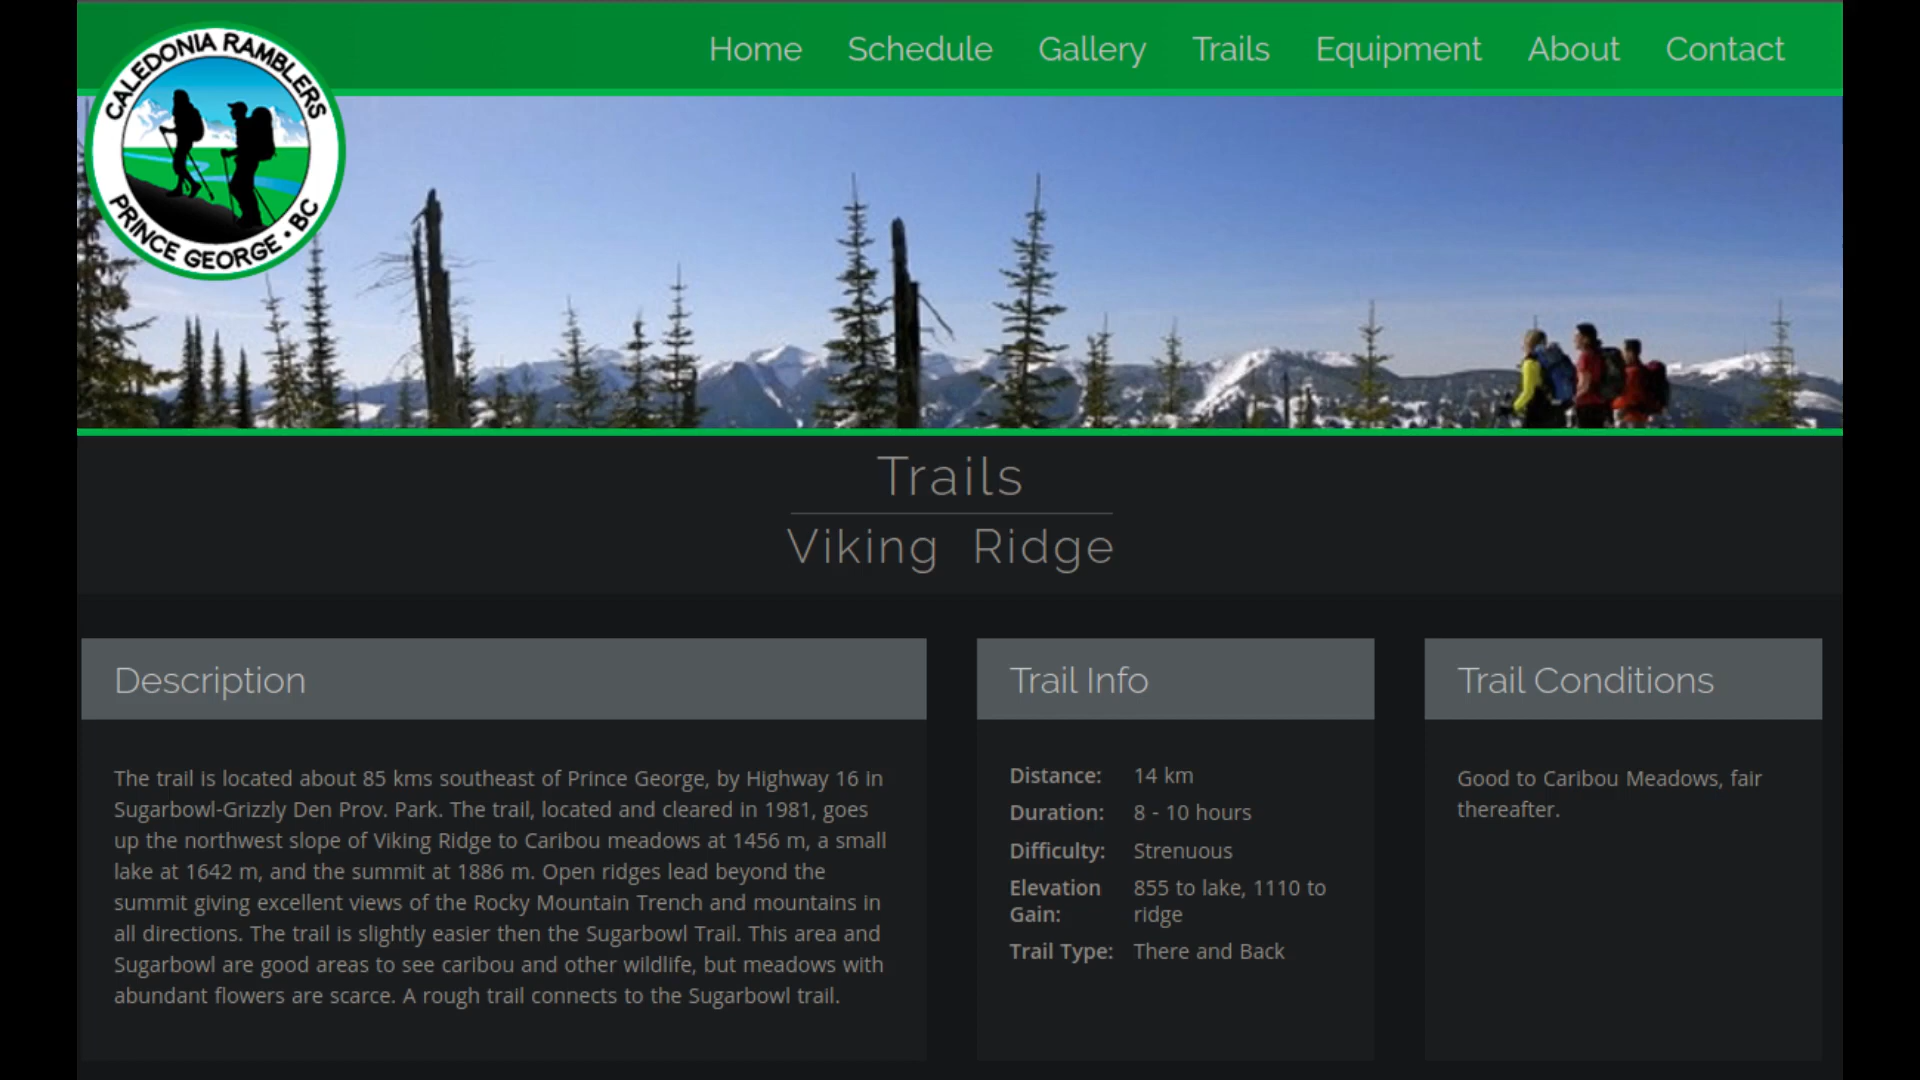 CALEDONIA RAMBLERS
PRINCE GEORGE • BC
Home Schedule Gallery Trails Equipment About Contact
Trails
Viking Ridge
Description
The trail is located about 85 kms southeast of Prince George, by Highway 16 in
Sugarbowl-Grizzly Den Prov. Park. The trail, located and cleared in 1981, goes
up the northwest slope of Viking Ridge to Caribou meadows at 1456 m, a small
lake at 1642 m, and the summit at 1886 m. Open ridges lead beyond the
summit giving excellent views of the Rocky Mountain Trench and mountains in
all directions. The trail is slightly easier then the Sugarbowl Trail. This area and
Sugarbowl are good areas to see caribou and other wildlife, but meadows with
abundant flowers are scarce. A rough trail connects to the Sugarbowl trail.
Trail Info
Distance: 14 km
Duration: 8 - 10 hours
Difficulty: Strenuous
Elevation Gain: 855 to lake, 1110 to
ridge
Trail Type: There and Back
Trail Conditions
Good to Caribou Meadows, fair
thereafter.